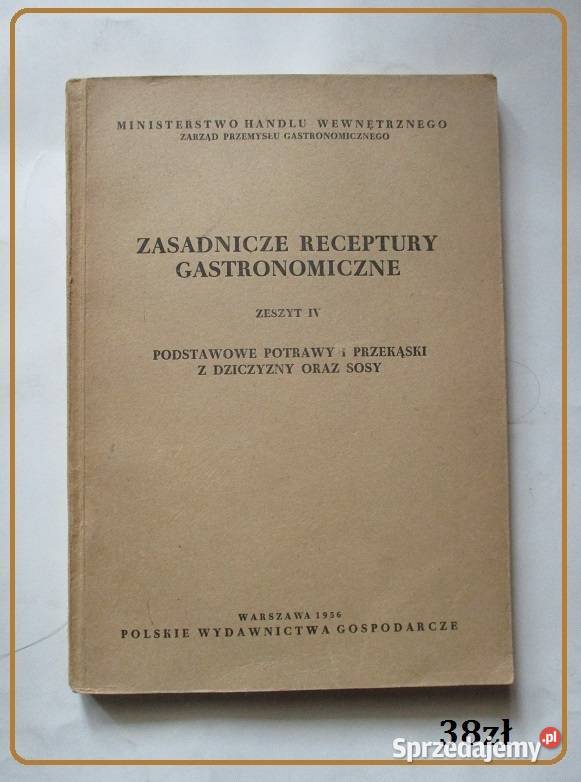 MINISTERSTWO HANDLU WEWNĘTRZNEGO
ZARZĄD PRZEMYSŁU GASTRONOMICZNEGO
ZASADNICZE RECEPTURY
GASTRONOMICZNE
ZESZYT IV
PODSTAWOWE POTRAWY i PRZEKĄSKI
Z DZICZYZNY ORAZ SOSY
WARSZAWA 1956
POLSKIE WYDAWNICTWA GOSPODARCZE
38zł
Sprzedajemy.pl